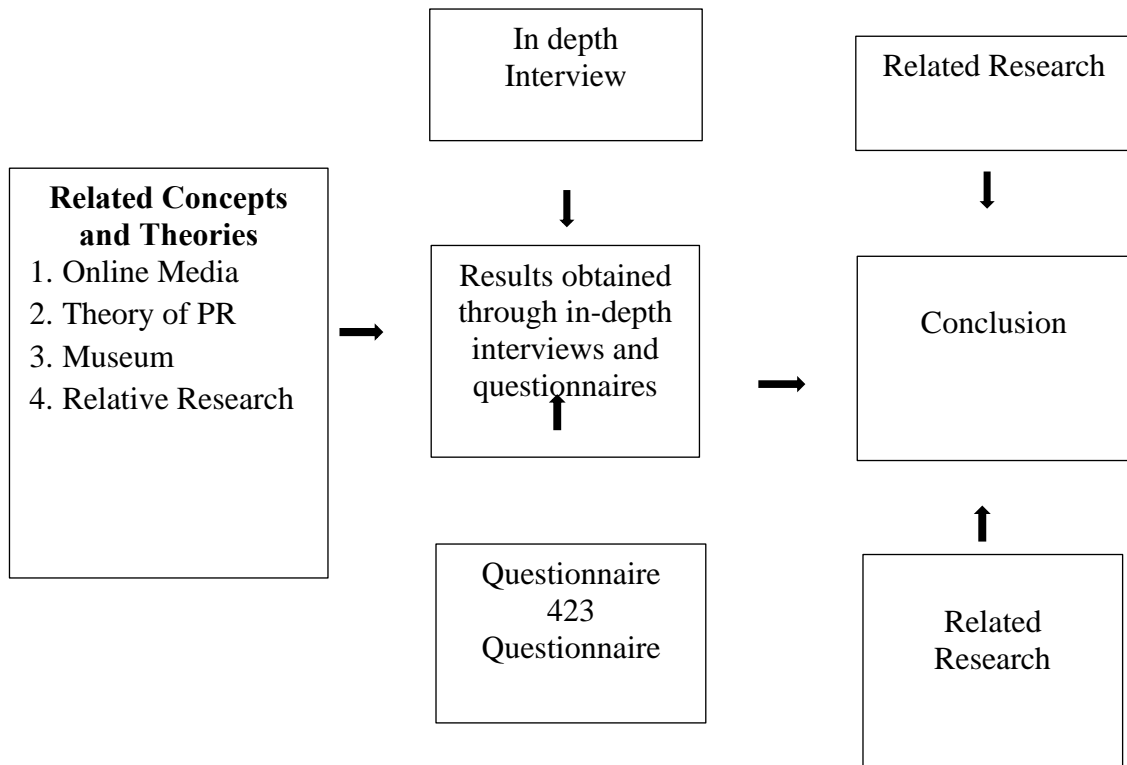 In depth
Interview
Related Research
Related Concepts
and Theories
1. Online Media
2. Theory of PR
3. Museum
4. Relative Research
Results obtained
through in-depth
interviews and
questionnaires
Conclusion
Questionnaire
423
Questionnaire
Related
Research